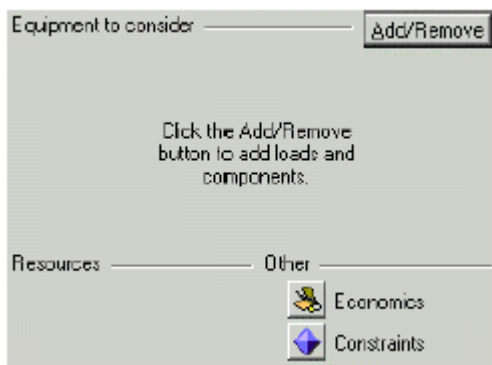 Equipment to consider
Add/Remove
Click the Add/Remove
button to add loads and
components.
Resources
Other
Economics
Constraints